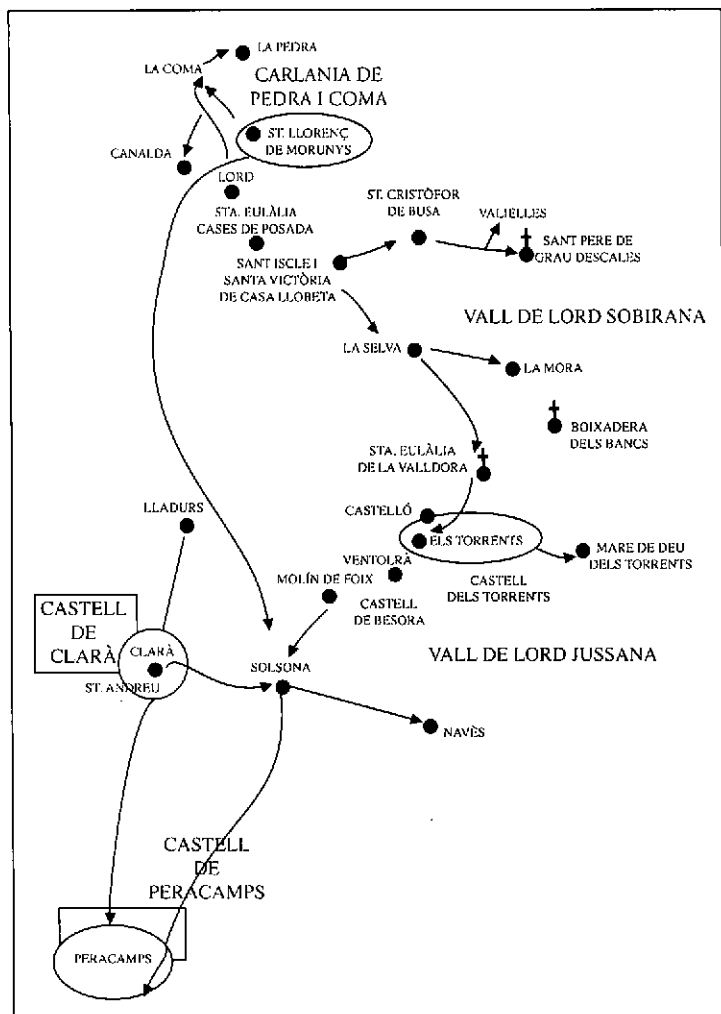 LA PEDRA
LA COMA
CARLANIA DE
PEDRA I COMA
ST. LLORENÇ
DE MORUNYS
CANALDA
LORD
STA. EULÀLIA
CASES DE POSADA
ST. CRISTÒFOR
DE BUSA
VALIELLES
SANT PERE DE
GRAU DESCALES
SANT ISCLE I
SANTA VICTÒRIA
DE CASA LLOBETA
VALL DE LORD SOBIRANA
LA SELVA
LA MORA
BOIXADERA
DELS BANCS
STA. EULÀLIA
DE LA VALLDORA
LLADURS
CASTELLÓ
ELS TORRENTS
MARE DE DEU
DELS TORRENTS
VENTOLRÀ
MOLÍN DE FOIX
CASTELL
DELS TORRENTS
CASTELL
DE BESORA
CASTELL
DE
CLARÀ
CLARÀ
ST. ANDREU
VALL DE LORD JUSSANA
SOLSONA
NAVÈS
CASTELL
DE
PERACAMPS
PERACAMPS